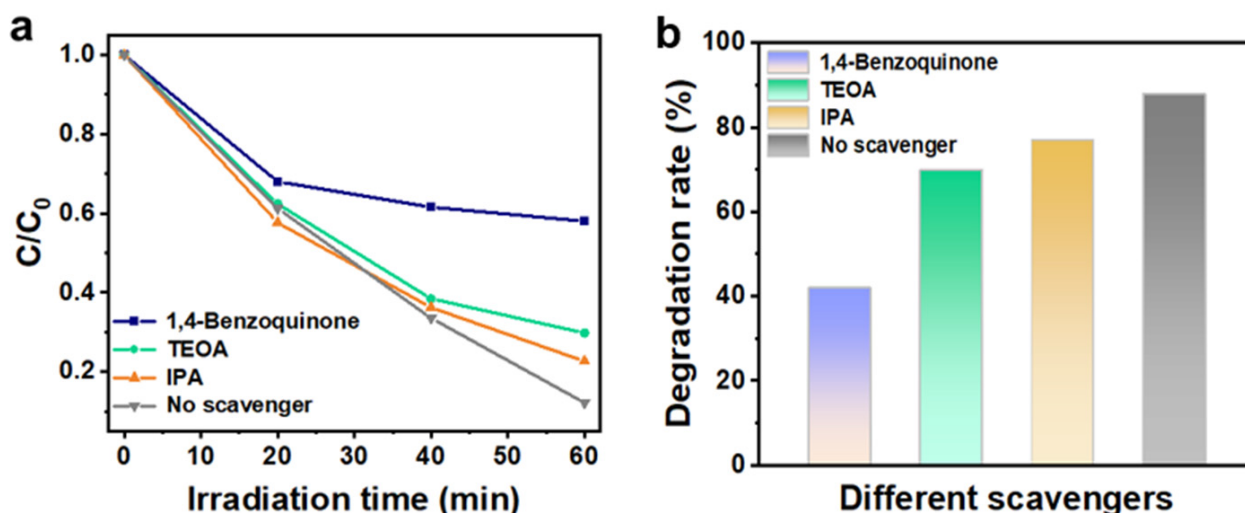 a
C/C0
1.0
0.8
0.6
0.4
0.2
1,4-Benzoquinone
TEOA
IPA
No scavenger
0 10 20 30 40 50 60
Irradiation time (min)
b
Degradation rate (%)
100
80
60
40
20
0
1,4-Benzoquinone
TEOA
IPA
No scavenger
Different scavengers